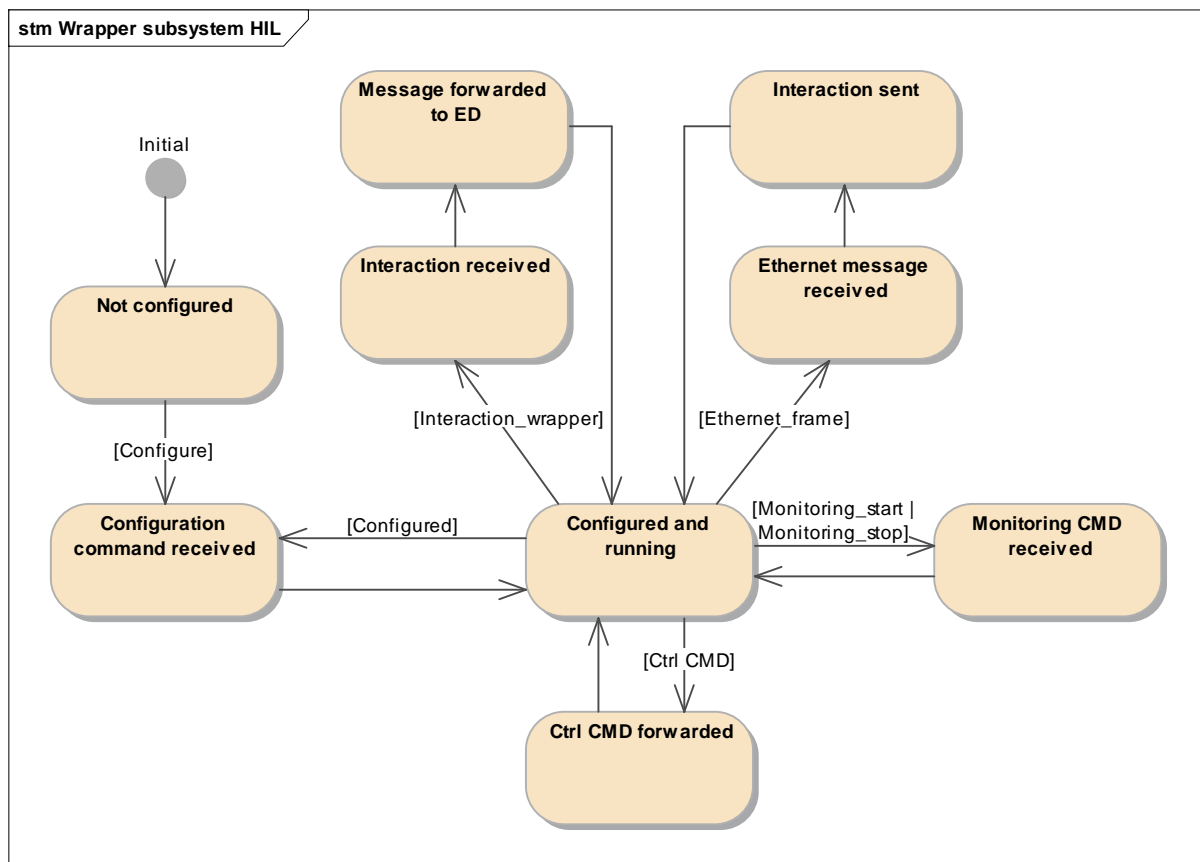 stm Wrapper subsystem HIL
Initial
Message forwarded
to ED
Interaction sent
Interaction received
Ethernet message
received
Not configured
[Interaction_wrapper]
[Ethernet_frame]
[Configure]
Configuration
command received
[Configured]
Configured and
running
[Monitoring_start |
Monitoring_stop]
Monitoring CMD
received
[Ctrl CMD]
Ctrl CMD forwarded